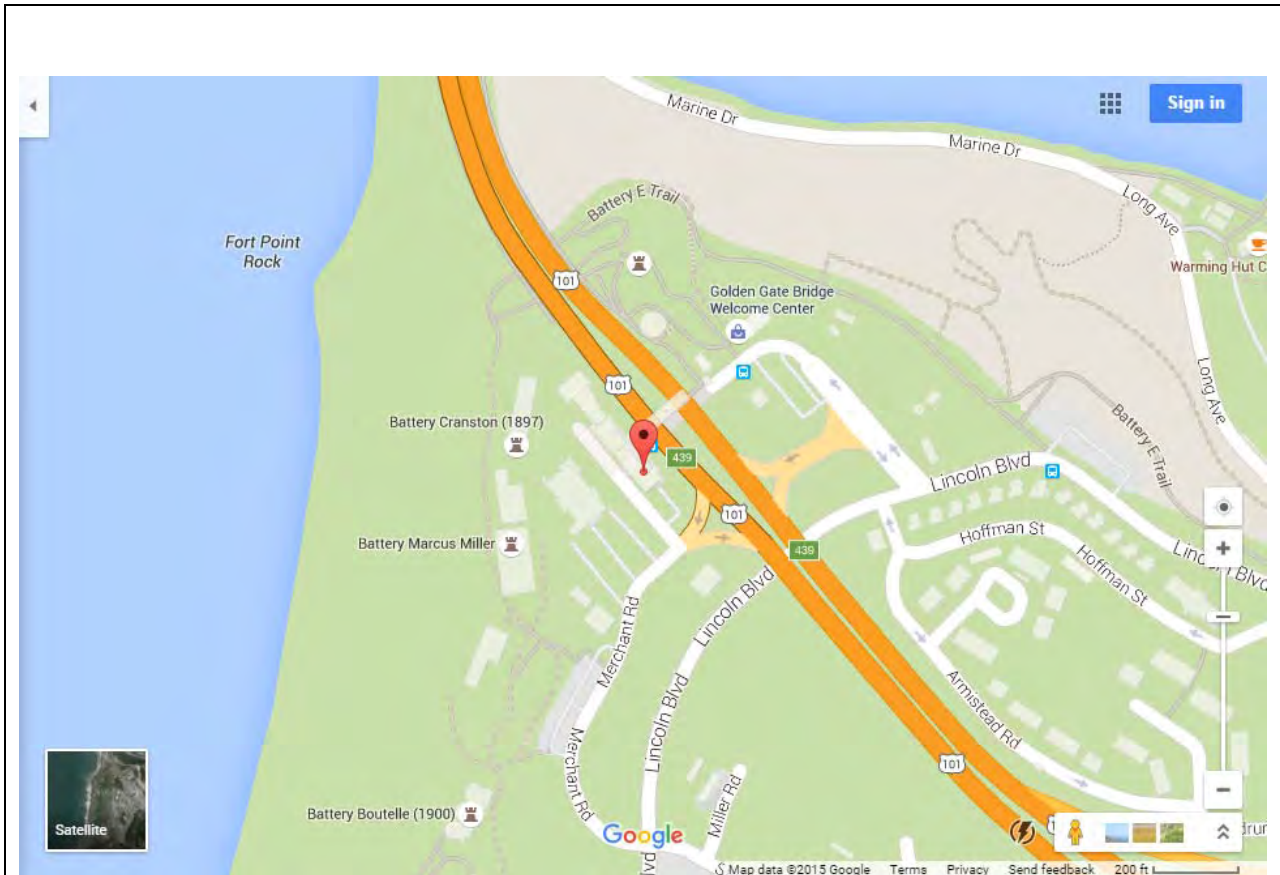 Sign in
Marine Dr
Marine Dr
Long Ave
Battery E Trail
Fort Point
Rock
Warming Hut C
101
Golden Gate Bridge
Welcome Center
Long Ave
101
Battery Cranston (1897)
Battery E Trail
439
Lincoln Blvd
101
Hoffman St
Battery Marcus Miller
439
Lincoln Blvd
Hoffman St
Lincoln Blvd
Merchant Rd
Lincoln Blvd
Armistead Rd
Merchant Rd
101
Miller Rd
Battery Boutelle (1900)
Satellite
Google
Map data ©2015 Google
Terms
Privacy
Send feedback
200 ft